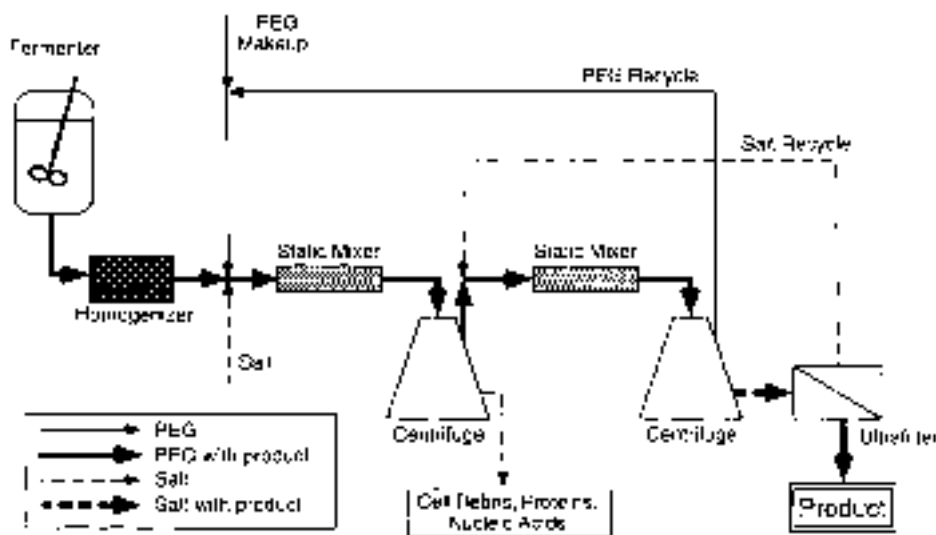 PEG
Makeup
Fermenter
PEG Recycle
Salt Recycle
Static Mixer
Static Mixer
Homogenizer
Salt
Centrifuge
Centrifuge
Ultrafilter
PEG
PEG with product
Salt
Salt with product
Cell Debris, Proteins,
Nucleic Acids
Product